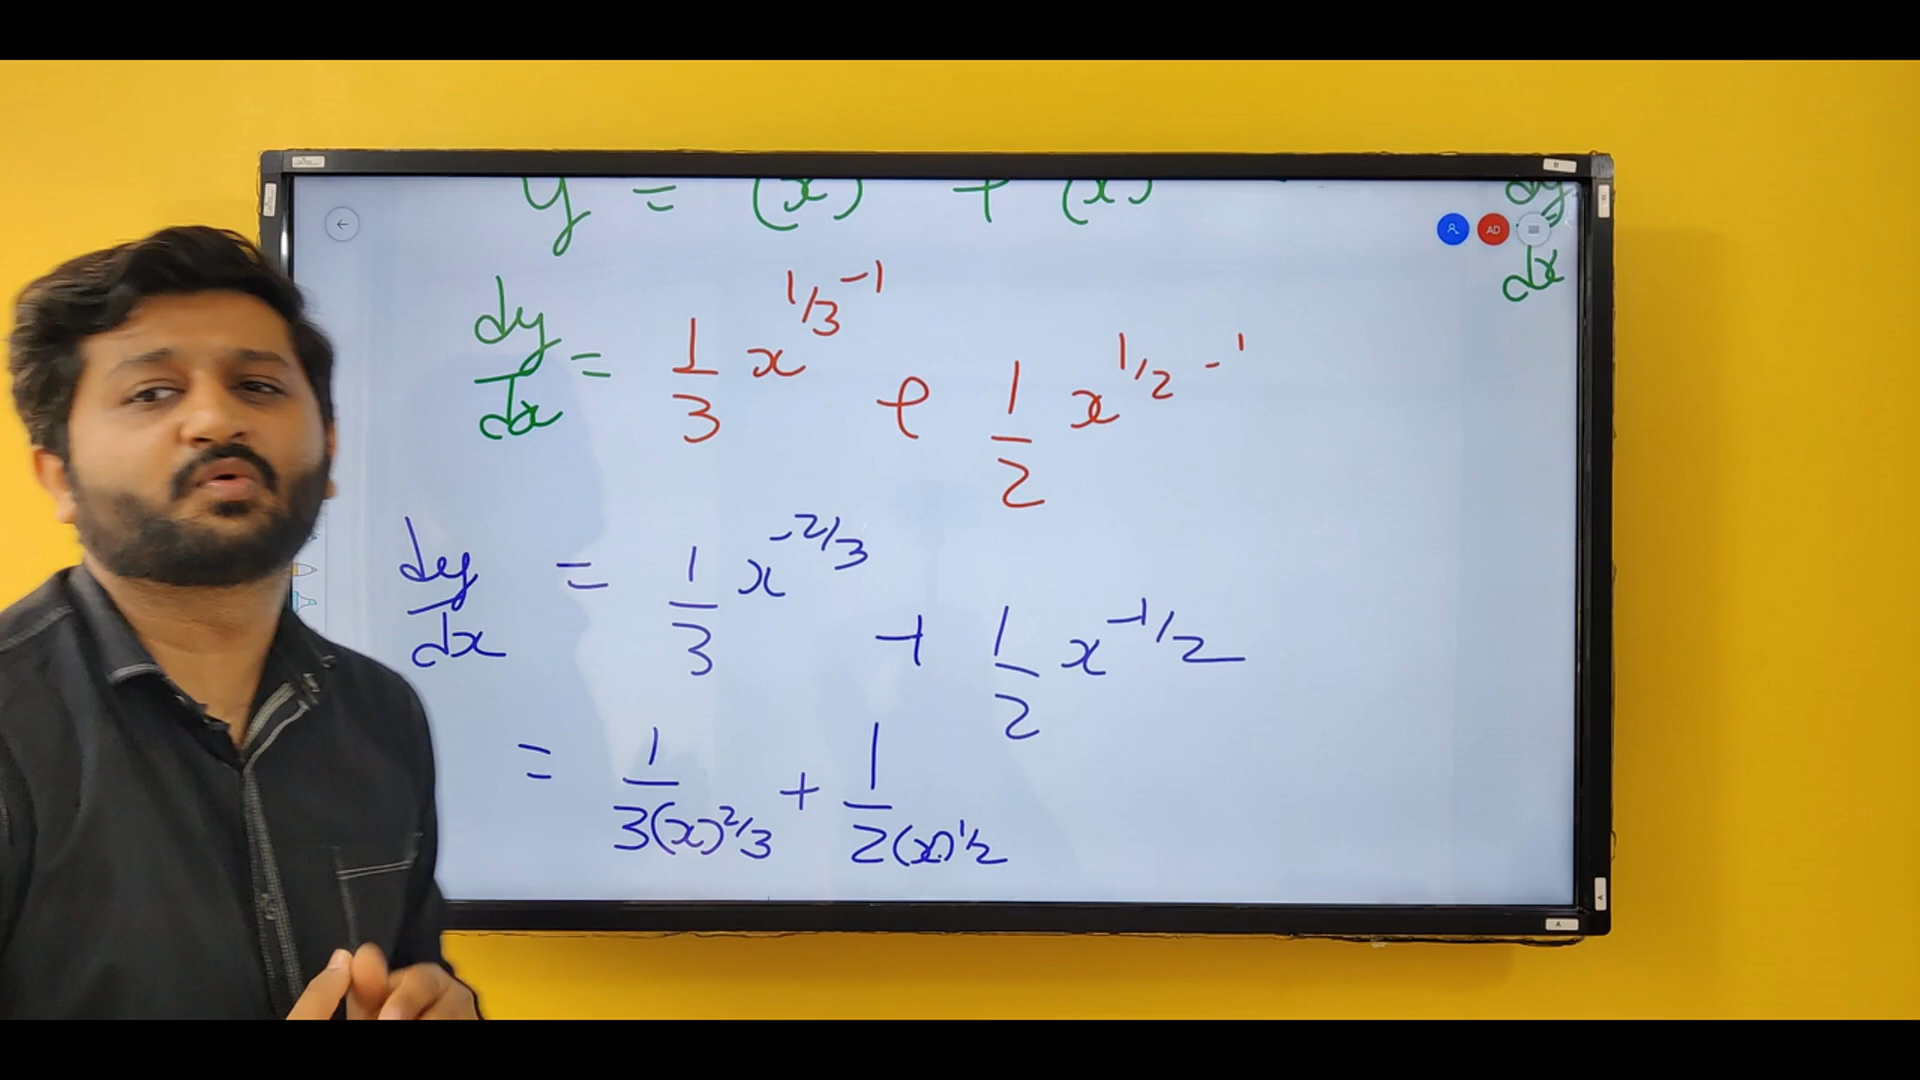 y = (x) + (x)
dy/dx
dy/dx = 1/3 x^1/3 -1 + 1/2 x^1/2 -1
dy/dx = 1/3 x^-2/3 + 1/2 x^-1/2
= 1/3(x)^2/3 + 1/2(x)^1/2
AD